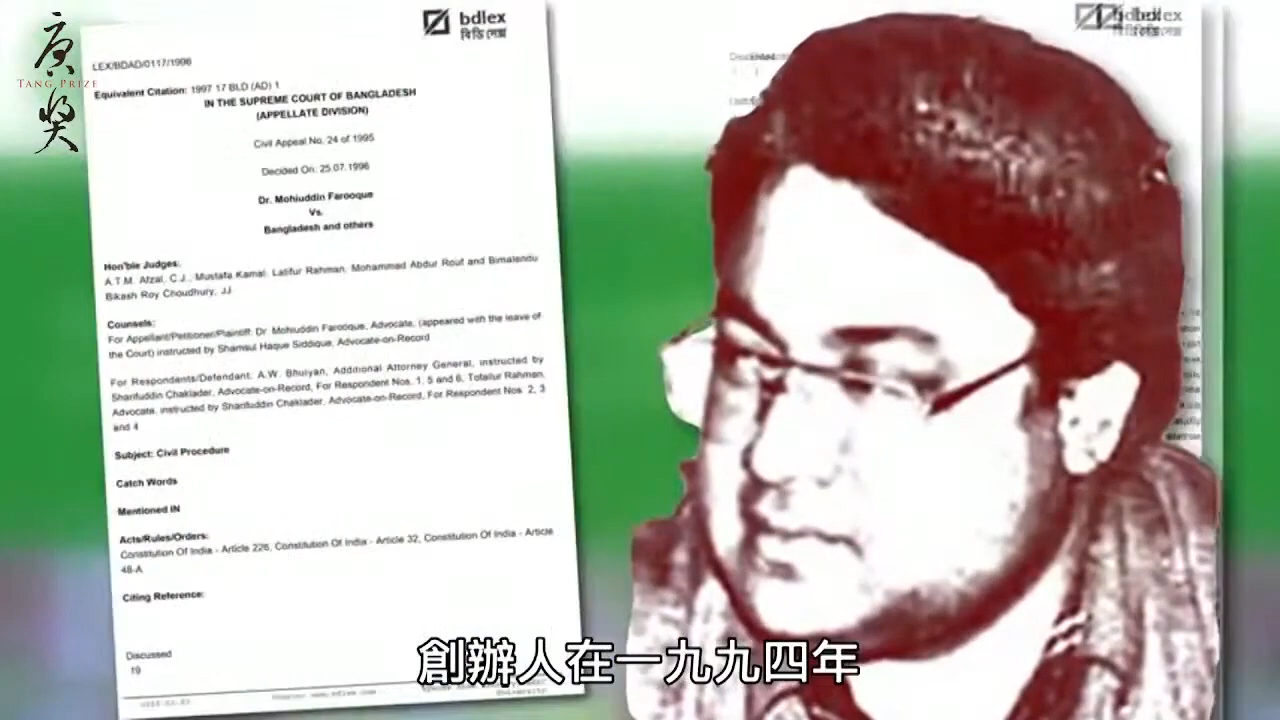 唐獎
TANG PRIZE
bdlex
বিডিলেক্স
LEX/BDAD/0117/1996
Equivalent Citation: 1997 17 BLD (AD) 1
IN THE SUPREME COURT OF BANGLADESH
(APPELLATE DIVISION)
Civil Appeal No. 24 of 1995
Decided On: 25.07.1996
Dr. Mohiuddin Farooque
Vs.
Bangladesh and others
Hon'ble Judges:
A.T.M. Afzal, C.J., Mustafa Kamal, Latifur Rahman, Mohammad Abdur Rouf and Bimalendu
Bikash Roy Choudhury, JJ
Counsels:
For Appellant/Petitioner/Plaintiff: Dr. Mohiuddin Farooque, Advocate, (appeared with the leave of
the Court) instructed by Shamsul Haque Siddique, Advocate-on-Record
For Respondents/Defendant: A.W. Bhuiyan, Additional Attorney General, instructed by
Sharifuddin Chaklader, Advocate-on-Record, For Respondent Nos. 1, 5 and 6, Tofailur Rahman,
Advocate, instructed by Sharifuddin Chaklader, Advocate-on-Record, For Respondent Nos. 2, 3
and 4
Subject: Civil Procedure
Catch Words
Mentioned IN
Acts/Rules/Orders:
Constitution Of India - Article 226, Constitution Of India - Article 32, Constitution Of India - Article
48-A
Citing Reference:
Discussed
19
創辦人在一九九四年